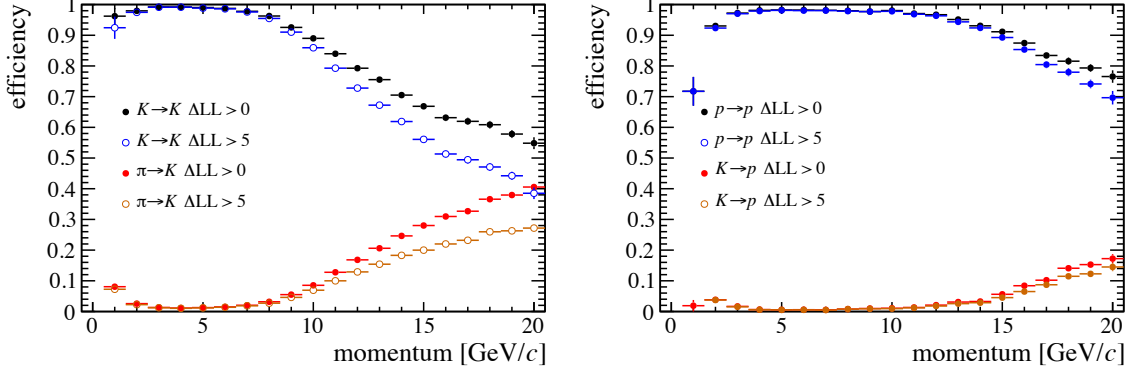 efficiency
1
0.9
0.8
0.7
0.6
0.5
0.4
0.3
0.2
0.1
0
K→K ΔLL > 0
K→K ΔLL > 5
π→K ΔLL > 0
π→K ΔLL > 5
0 5 10 15 20
momentum [GeV/c]
efficiency
1
0.9
0.8
0.7
0.6
0.5
0.4
0.3
0.2
0.1
0
p→p ΔLL > 0
p→p ΔLL > 5
K→p ΔLL > 0
K→p ΔLL > 5
0 5 10 15 20
momentum [GeV/c]